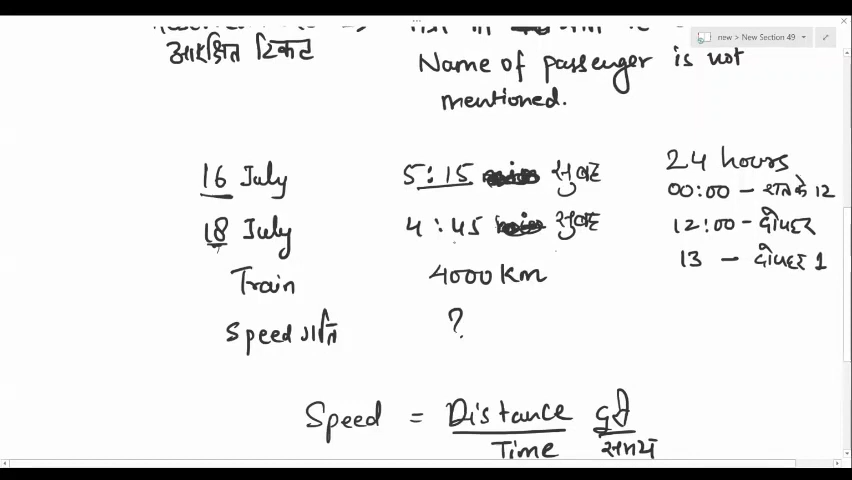 new > New Section 49
आरक्षित टिकट
Name of passenger is not
mentioned.
16 July 5:15 सुबह
18 July 4:45 सुबह
Train 4000 km
Speed गति ?
24 hours
00:00 – रात के 12
12:00 – दोपहर
13 – दोपहर 1
Speed = Distance दूरी
Time समय